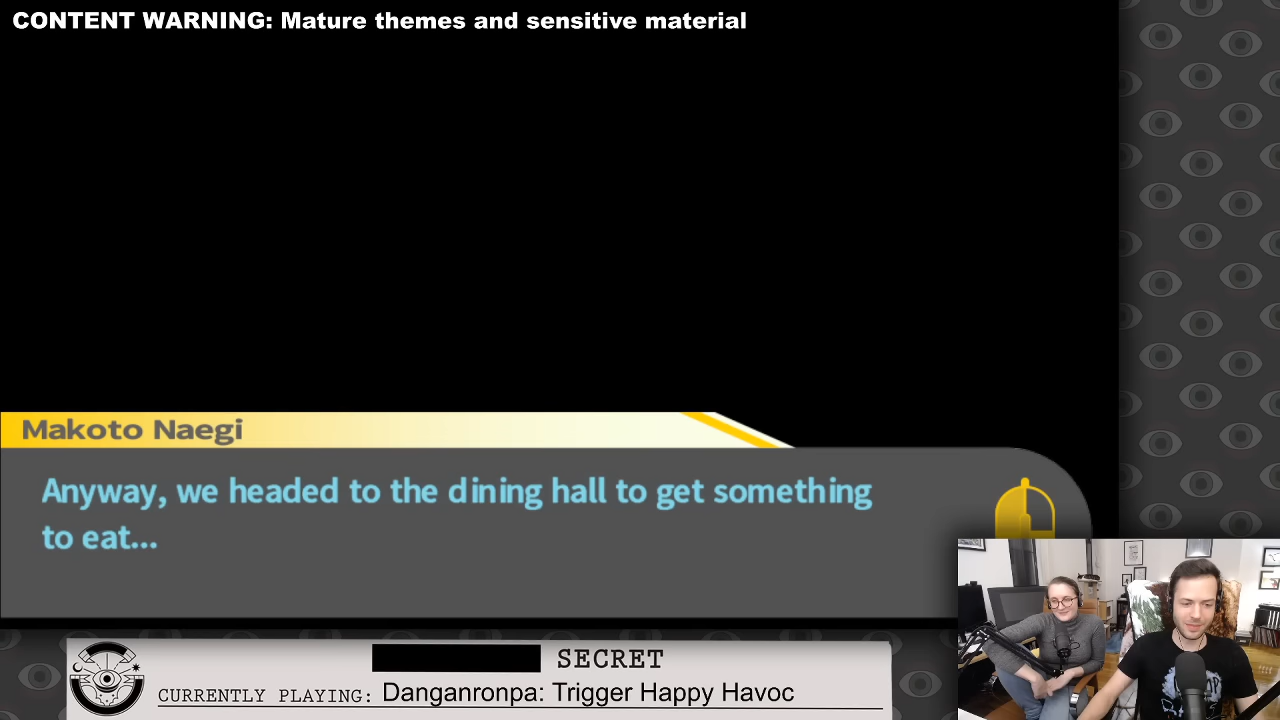 CONTENT WARNING: Mature themes and sensitive material
Makoto Naegi
Anyway, we headed to the dining hall to get something
to eat...
SECRET
CURRENTLY PLAYING: Danganronpa: Trigger Happy Havoc